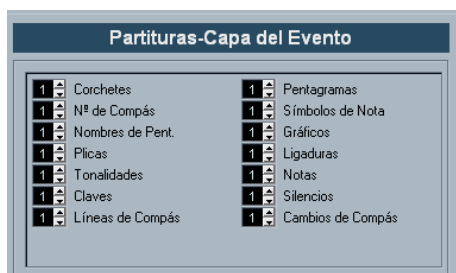 Partituras-Capa del Evento
1 Corchetes
1 Nº de Compás
1 Nombres de Pent.
1 Plicas
1 Tonalidades
1 Claves
1 Líneas de Compás
1 Pentagramas
1 Símbolos de Nota
1 Gráficos
1 Ligaduras
1 Notas
1 Silencios
1 Cambios de Compás